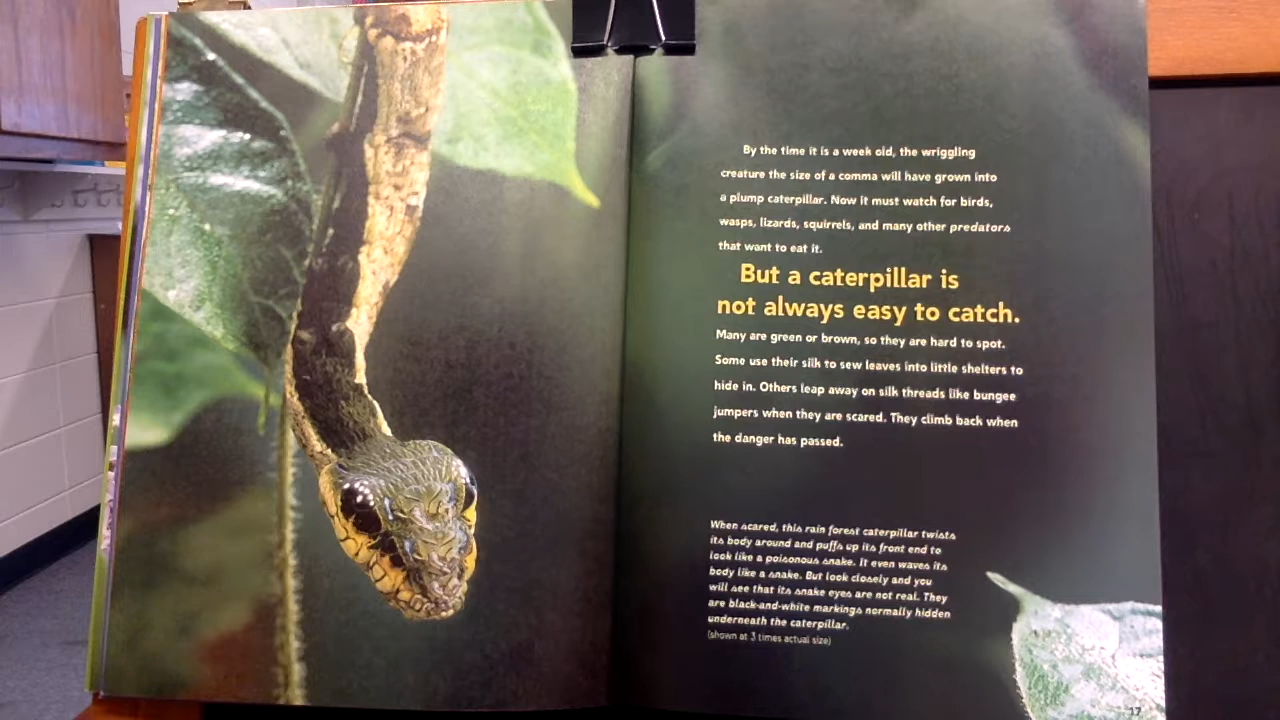 By the time it is a week old, the wriggling
creature the size of a comma will have grown into
a plump caterpillar. Now it must watch for birds,
wasps, lizards, squirrels, and many other predators
that want to eat it.
But a caterpillar is
not always easy to catch.
Many are green or brown, so they are hard to spot.
Some use their silk to sew leaves into little shelters to
hide in. Others leap away on silk threads like bungee
jumpers when they are scared. They climb back when
the danger has passed.
When scared, this rain forest caterpillar twists
its body around and puffs up its front end to
look like a poisonous snake. It even waves its
body like a snake. But look closely and you
will see that its snake eyes are not real. They
are black-and-white markings normally hidden
underneath the caterpillar.
(shown at 3 times actual size)
17